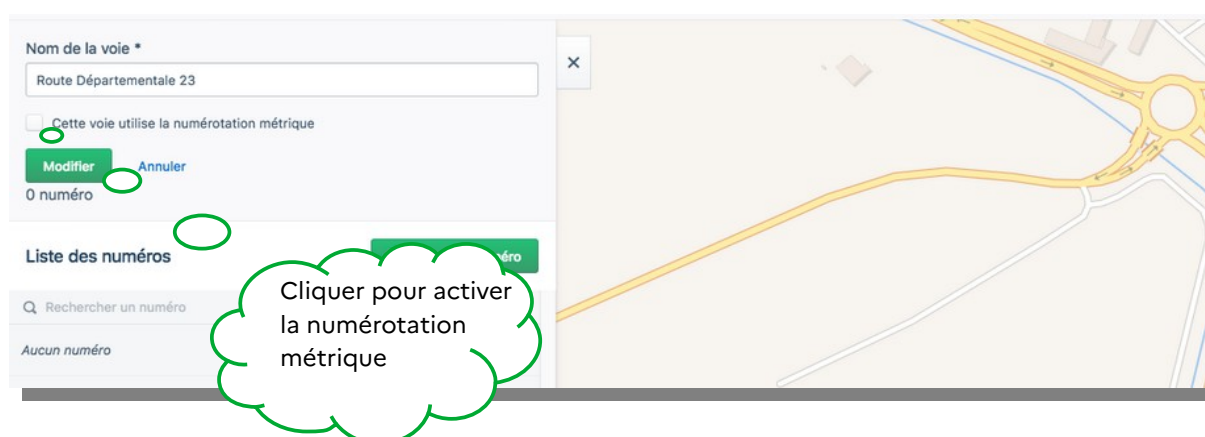 Nom de la voie *
Route Départementale 23
Cette voie utilise la numérotation métrique
Modifier Annuler
0 numéro
Liste des numéros
Rechercher un numéro
Aucun numéro
Cliquer pour activer
la numérotation
métrique